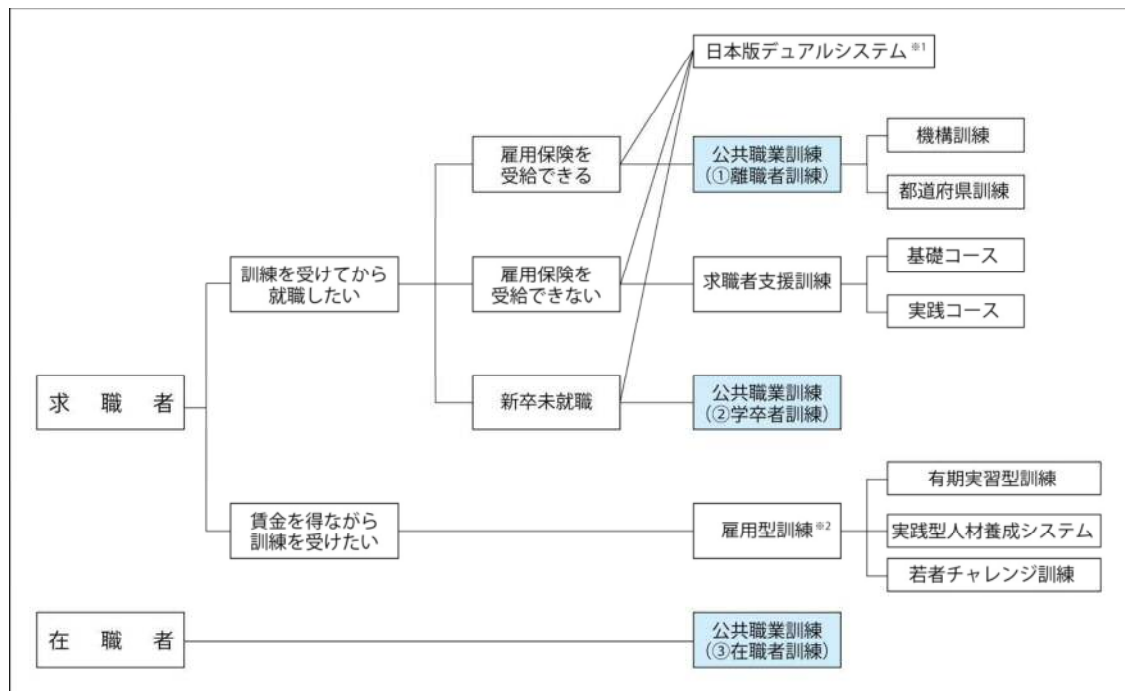 日本版デュアルシステム※1
雇用保険を
受給できる
公共職業訓練
(①離職者訓練)
機構訓練
都道府県訓練
訓練を受けてから
就職したい
雇用保険を
受給できない
求職者支援訓練
基礎コース
実践コース
求職者
新卒未就職
公共職業訓練
(②学卒者訓練)
賃金を得ながら
訓練を受けたい
雇用型訓練※2
有期実習型訓練
実践型人材養成システム
若者チャレンジ訓練
在職者
公共職業訓練
(③在職者訓練)